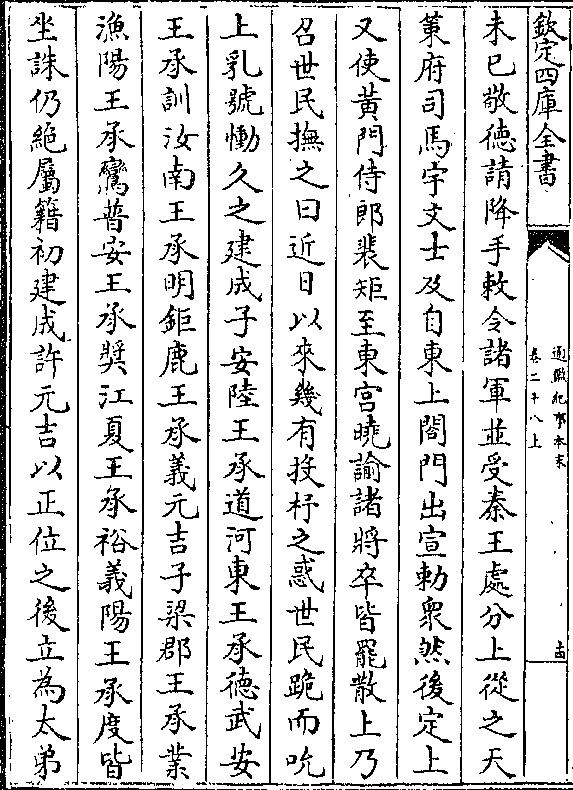 欽定四庫全書
通鑑紀事本末
卷二十八上
未已敬德請降手敕令諸軍並受秦王處分上從之天
策府司馬宇文士及自東上閤門出宣勅衆然後定上
又使黄門侍郎裴矩至東宫曉諭諸將卒皆罷散上乃
召世民撫之曰近日以來幾有投杼之惑世民跪而吮
上乳號慟久之建成子安陸王承道河東王承德武安
王承訓汝南王承明鉅鹿王承義元吉子梁郡王承業
漁陽王承鸞普安王承奨江夏王承裕義陽王承度皆
坐誅仍絶屬籍初建成許元吉以正位之後立為太弟